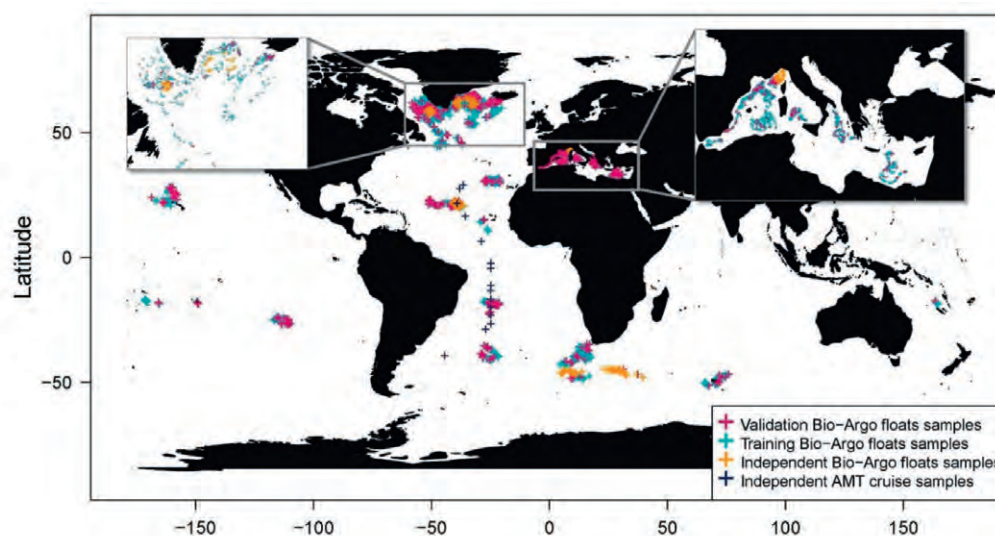 50
0
−50
Latitude
Validation Bio−Argo floats samples
Training Bio−Argo floats samples
Independent Bio−Argo floats samples
Independent AMT cruise samples
−150 −100 −50 0 50 100 150